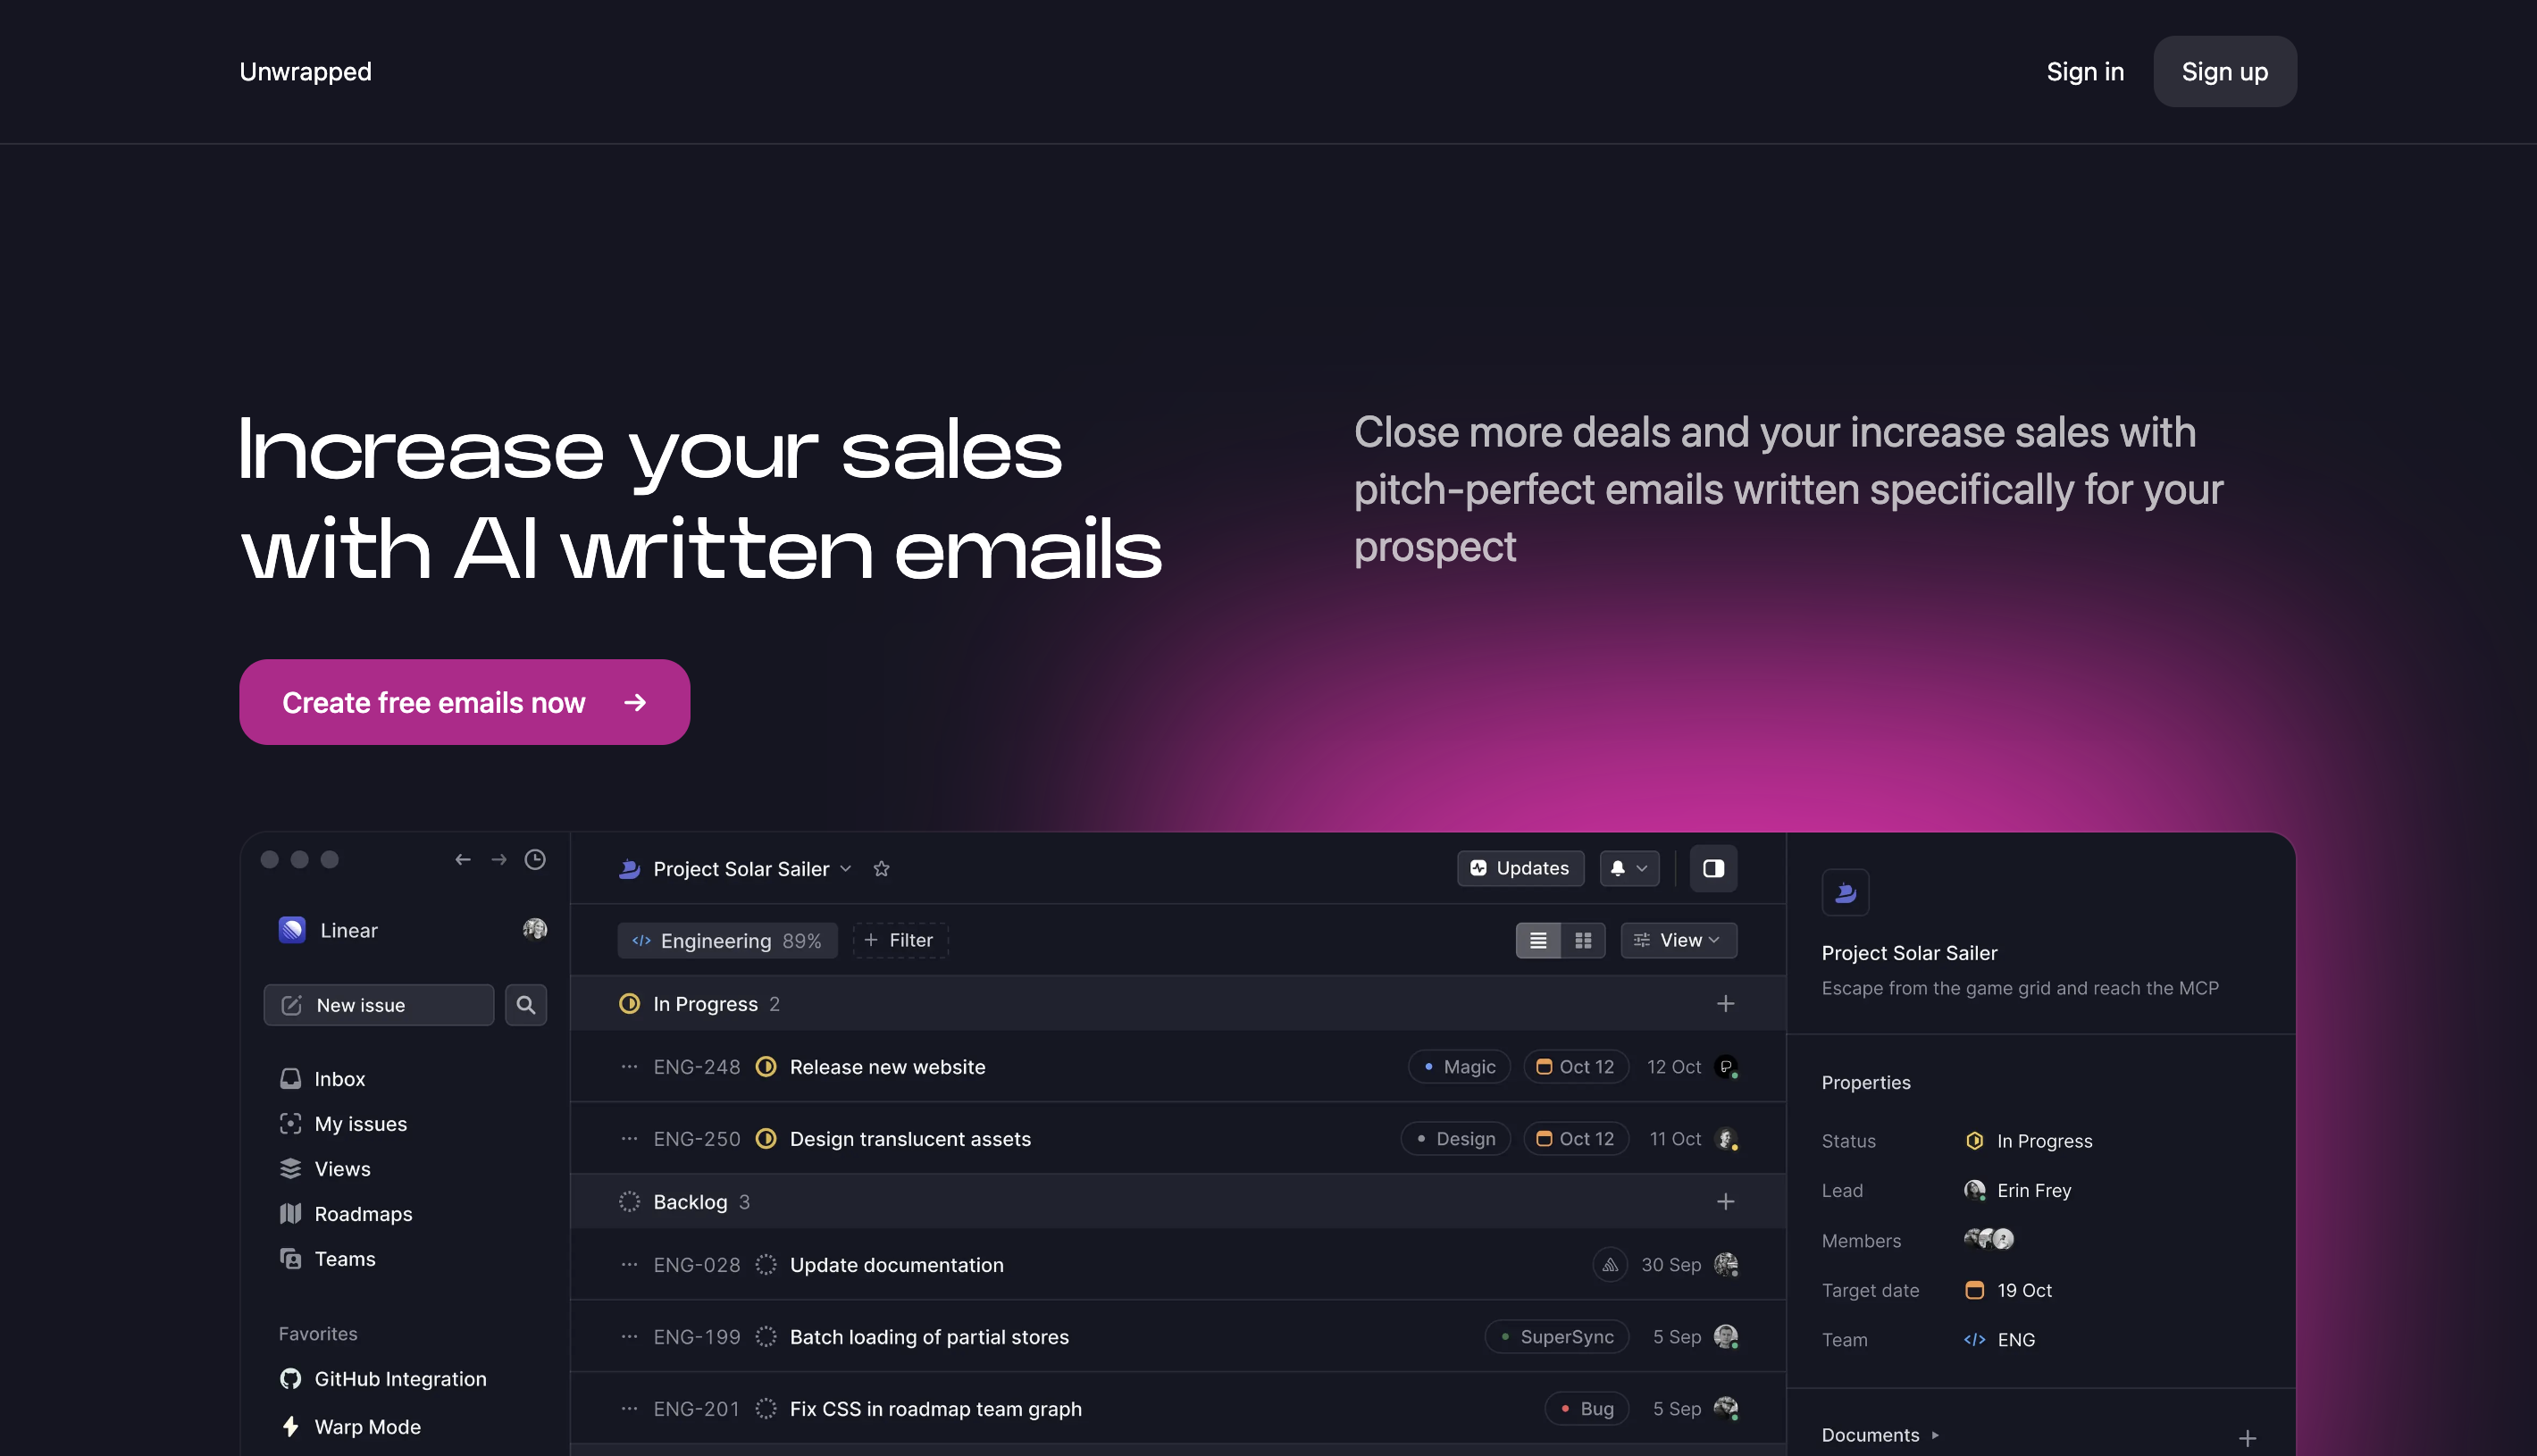 Unwrapped
Sign in
Sign up
Increase your sales
with AI written emails
Close more deals and your increase sales with
pitch-perfect emails written specifically for your
prospect
Create free emails now
Linear
New issue
Inbox
My issues
Views
Roadmaps
Teams
Favorites
GitHub Integration
Warp Mode
Project Solar Sailer
Updates
Engineering 89%
Filter
View
In Progress 2
ENG-248 Release new website Magic Oct 12 12 Oct
ENG-250 Design translucent assets Design Oct 12 11 Oct
Backlog 3
ENG-028 Update documentation 30 Sep
ENG-199 Batch loading of partial stores SuperSync 5 Sep
ENG-201 Fix CSS in roadmap team graph Bug 5 Sep
Project Solar Sailer
Escape from the game grid and reach the MCP
Properties
Status In Progress
Lead Erin Frey
Members
Target date 19 Oct
Team ENG
Documents